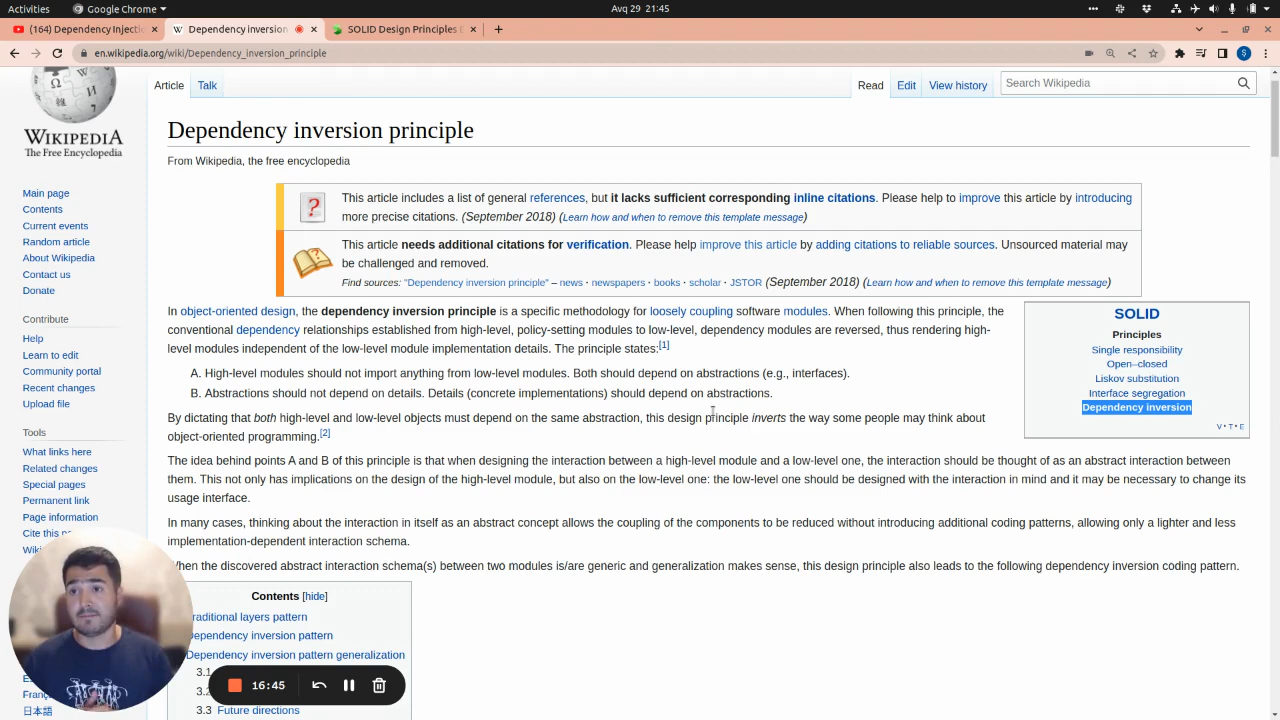 Activities
Google Chrome
Avq 29 21:45
(164) Dependency Injectic
Dependency inversion
SOLID Design Principles E
en.wikipedia.org/wiki/Dependency_inversion_principle
WIKIPEDIA
The Free Encyclopedia
Main page
Contents
Current events
Random article
About Wikipedia
Contact us
Donate
Contribute
Help
Learn to edit
Community portal
Recent changes
Upload file
Tools
What links here
Related changes
Special pages
Permanent link
Page information
Cite this
Wiki
França
日本語
Article Talk
Read Edit View history
Search Wikipedia
Dependency inversion principle
From Wikipedia, the free encyclopedia
This article includes a list of general references, but it lacks sufficient corresponding inline citations. Please help to improve this article by introducing
more precise citations. (September 2018) (Learn how and when to remove this template message)
This article needs additional citations for verification. Please help improve this article by adding citations to reliable sources. Unsourced material may
be challenged and removed.
Find sources: "Dependency inversion principle" – news · newspapers · books · scholar · JSTOR (September 2018) (Learn how and when to remove this template message)
In object-oriented design, the dependency inversion principle is a specific methodology for loosely coupling software modules. When following this principle, the
conventional dependency relationships established from high-level, policy-setting modules to low-level, dependency modules are reversed, thus rendering high-
level modules independent of the low-level module implementation details. The principle states:[1]
A. High-level modules should not import anything from low-level modules. Both should depend on abstractions (e.g., interfaces).
B. Abstractions should not depend on details. Details (concrete implementations) should depend on abstractions.
By dictating that both high-level and low-level objects must depend on the same abstraction, this design principle inverts the way some people may think about
object-oriented programming.[2]
SOLID
Principles
Single responsibility
Open–closed
Liskov substitution
Interface segregation
Dependency inversion
V · T · E
The idea behind points A and B of this principle is that when designing the interaction between a high-level module and a low-level one, the interaction should be thought of as an abstract interaction between
them. This not only has implications on the design of the high-level module, but also on the low-level one: the low-level one should be designed with the interaction in mind and it may be necessary to change its
usage interface.
In many cases, thinking about the interaction in itself as an abstract concept allows the coupling of the components to be reduced without introducing additional coding patterns, allowing only a lighter and less
implementation-dependent interaction schema.
When the discovered abstract interaction schema(s) between two modules is/are generic and generalization makes sense, this design principle also leads to the following dependency inversion coding pattern.
Contents [hide]
raditional layers pattern
Dependency inversion pattern
Dependency inversion pattern generalization
3.1
3.2
3.3 Future directions
16:45